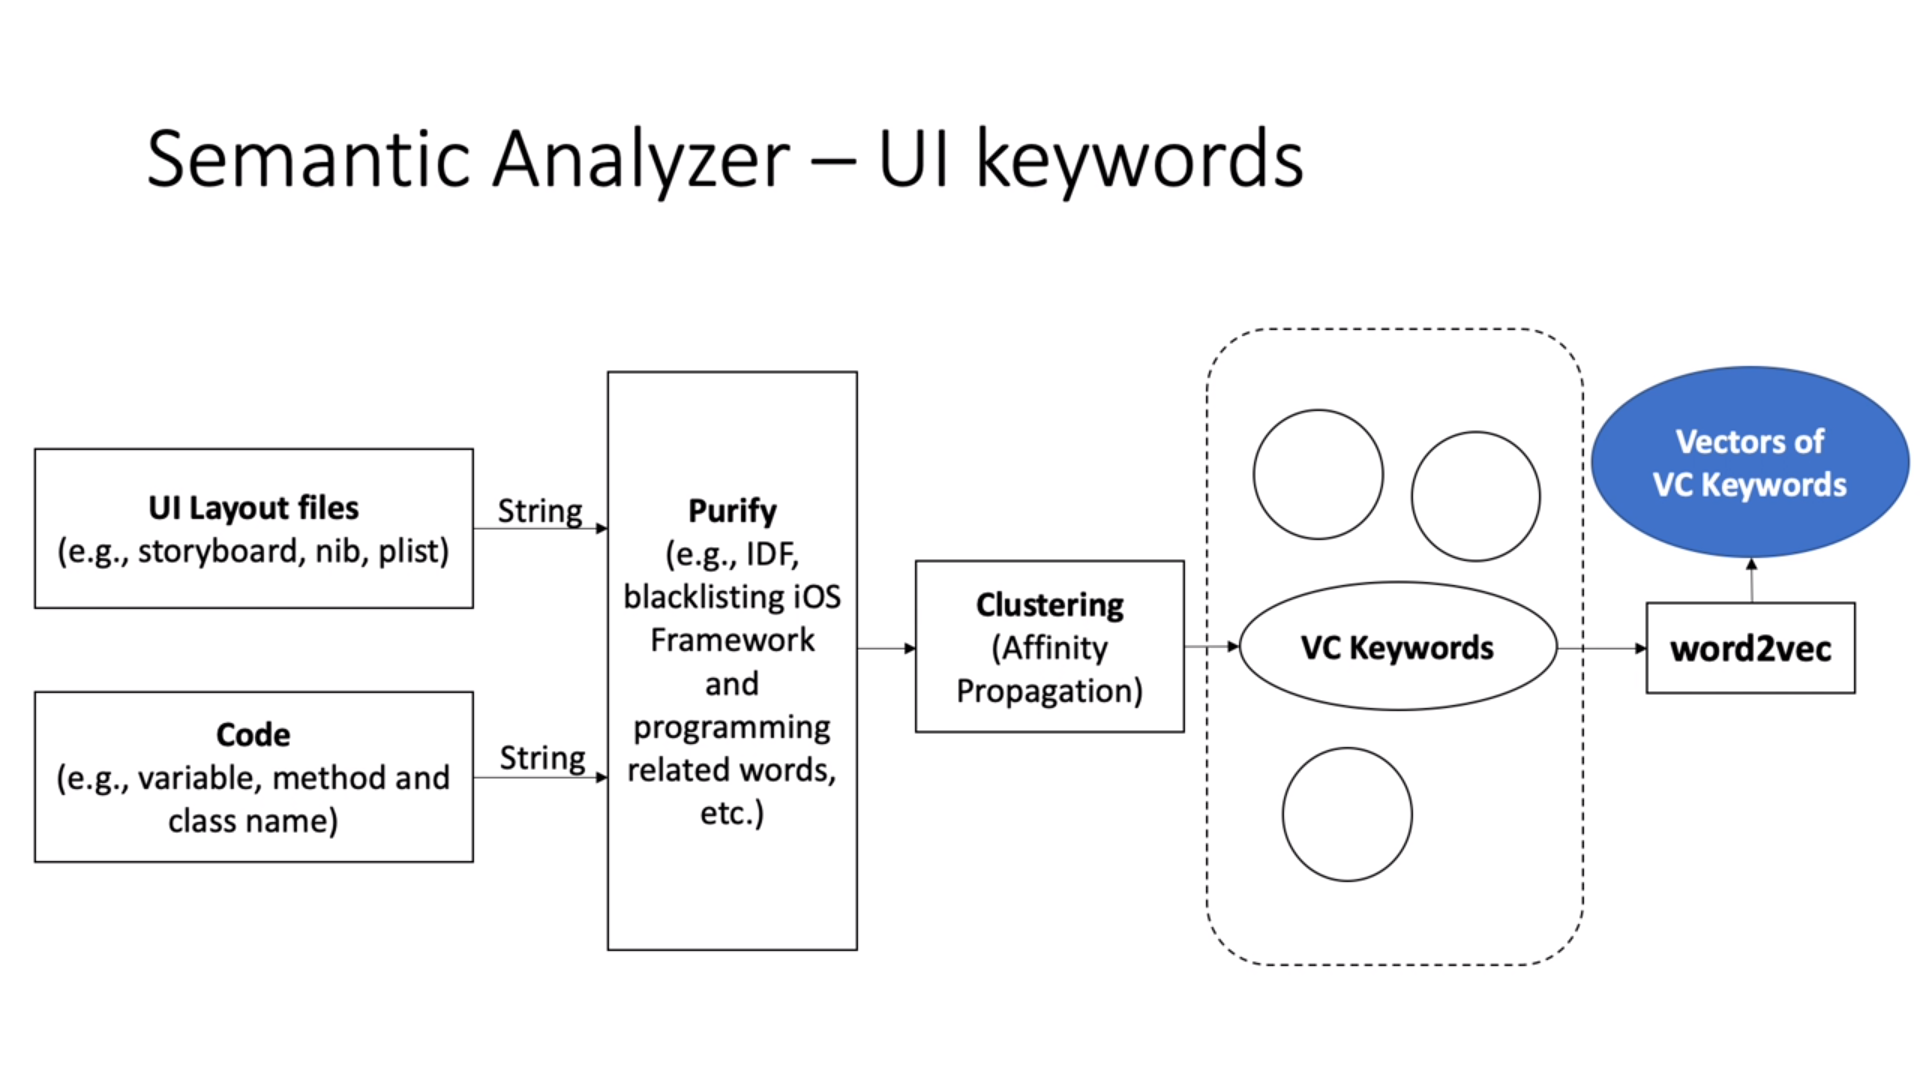 Semantic Analyzer – UI keywords
UI Layout files
(e.g., storyboard, nib, plist)
String
Code
(e.g., variable, method and
class name)
String
Purify
(e.g., IDF,
blacklisting iOS
Framework
and
programming
related words,
etc.)
Clustering
(Affinity
Propagation)
VC Keywords
word2vec
Vectors of
VC Keywords